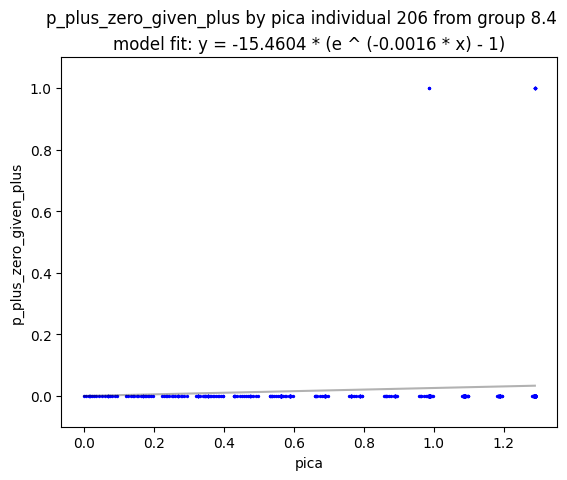 p_plus_zero_given_plus by pica individual 206 from group 8.4
model fit: y = -15.4604 * (e ^ (-0.0016 * x) - 1)
1.0
0.8
0.6
0.4
0.2
0.0
p_plus_zero_given_plus
0.0 0.2 0.4 0.6 0.8 1.0 1.2
pica